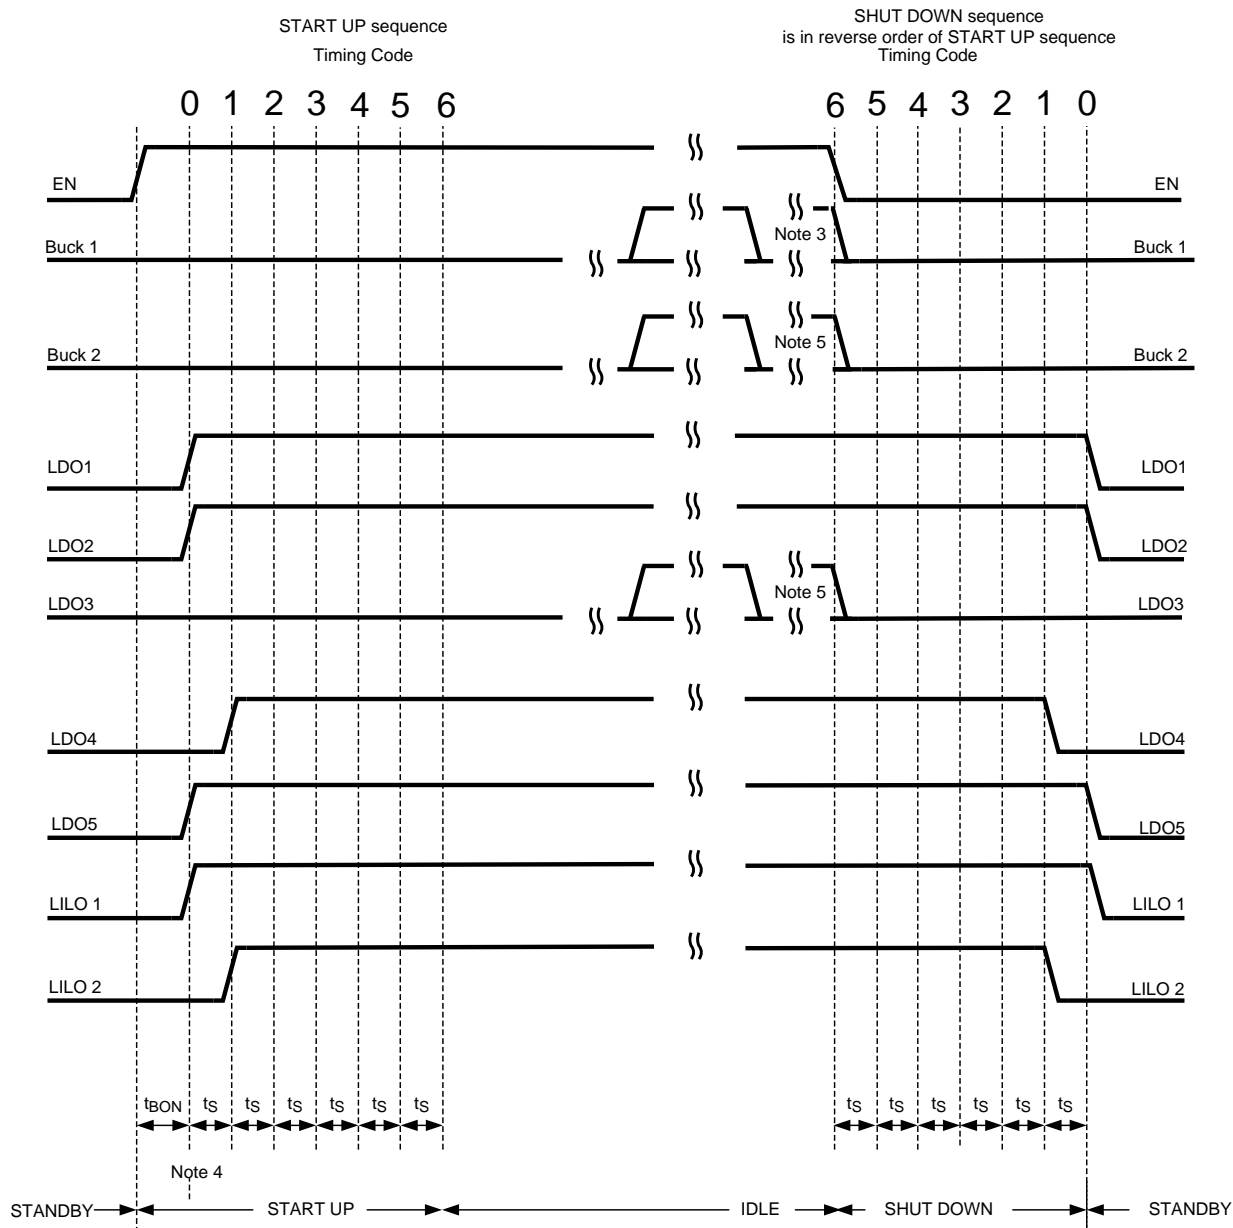 START UP sequence
Timing Code
SHUT DOWN sequence
is in reverse order of START UP sequence
Timing Code
0 1 2 3 4 5 6
6 5 4 3 2 1 0
EN
EN
Buck 1
Note 3
Buck 1
Buck 2
Note 5
Buck 2
LDO1
LDO1
LDO2
LDO2
LDO3
Note 5
LDO3
LDO4
LDO4
LDO5
LDO5
LILO 1
LILO 1
LILO 2
LILO 2
tBON tS tS tS tS tS tS
tS tS tS tS tS tS
Note 4
STANDBY START UP IDLE SHUT DOWN STANDBY